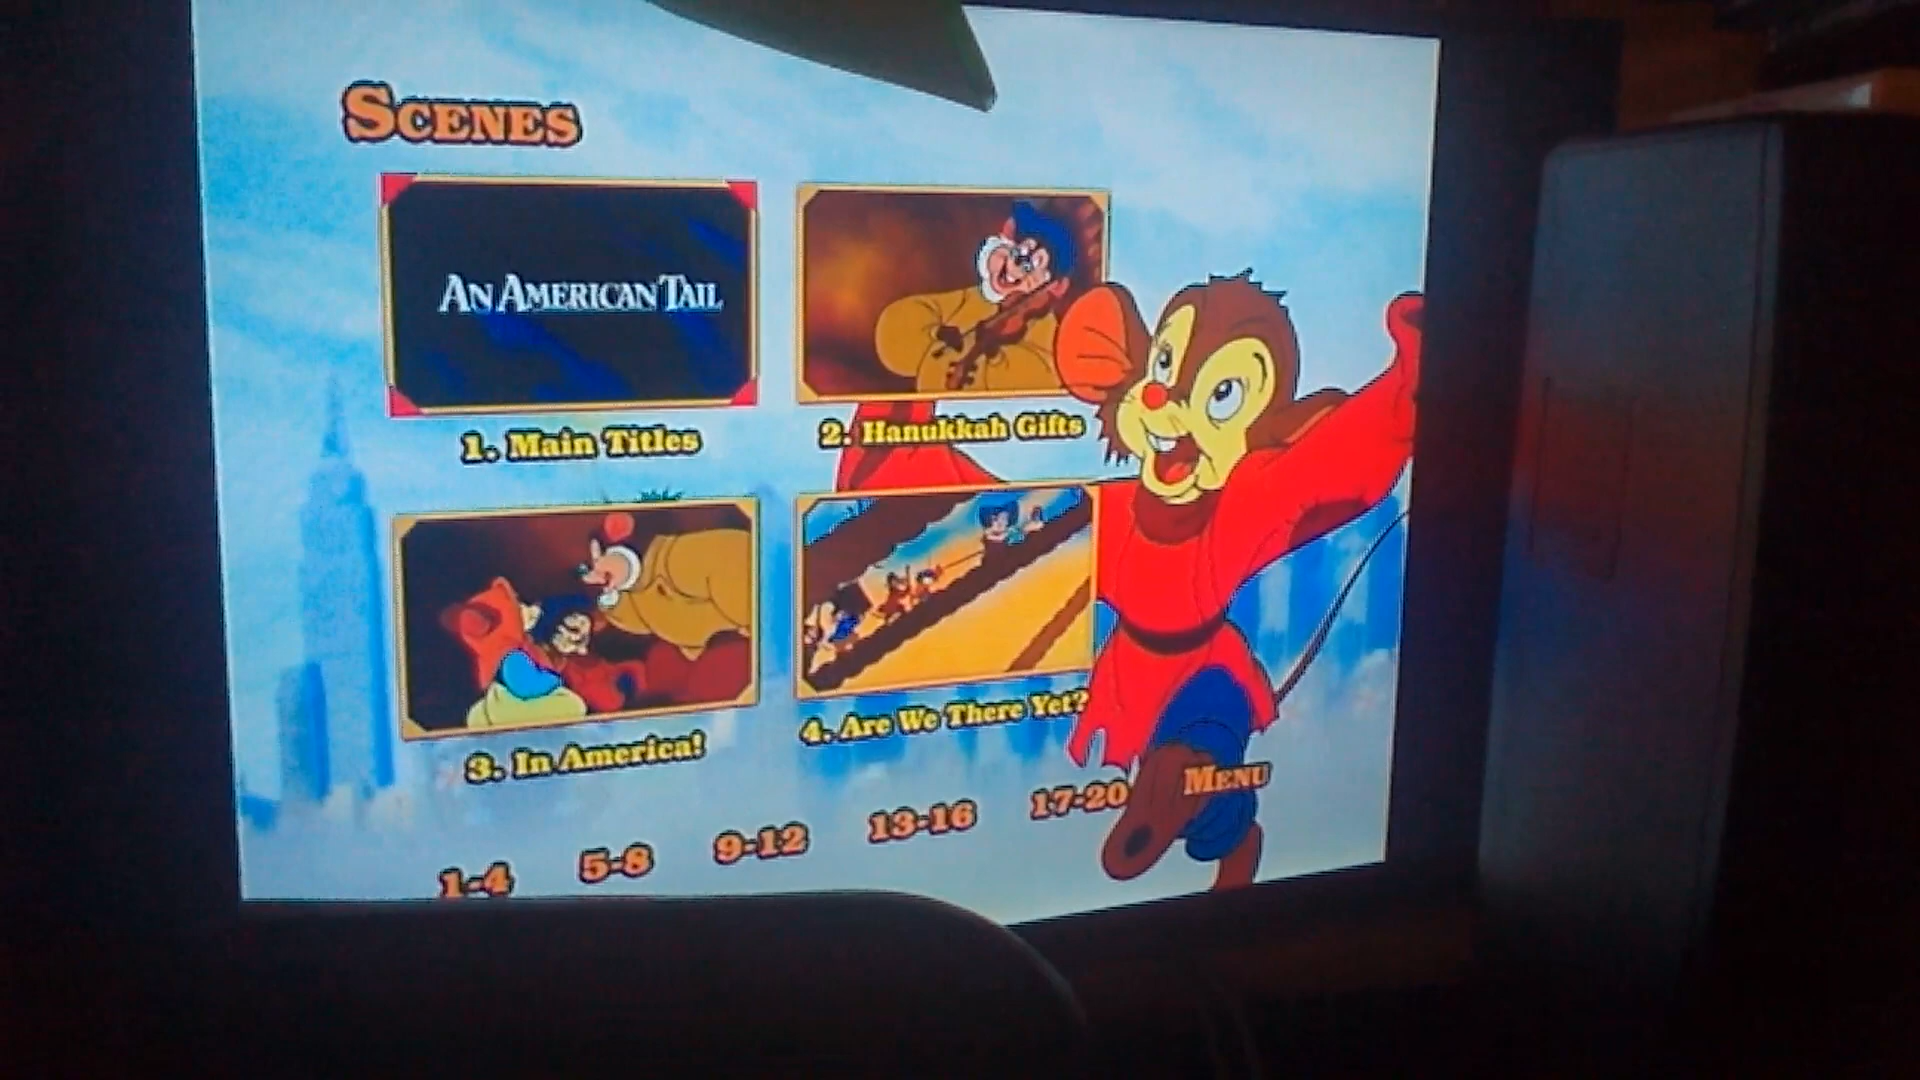 SCENES
AN AMERICAN TAIL
1. Main Titles
2. Hanukkah Gifts
3. In America!
4. Are We There Yet?
1-4
5-8
9-12
13-16
17-20
MENU